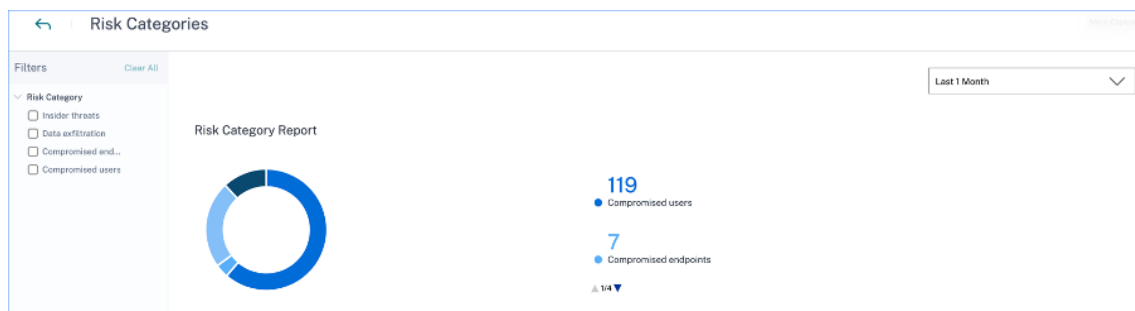 Risk Categories
Filters
Clear All
Last 1 Month
Risk Category
Insider threats
Data exfiltration
Compromised end...
Compromised users
Risk Category Report
119
Compromised users
7
Compromised endpoints
1/4